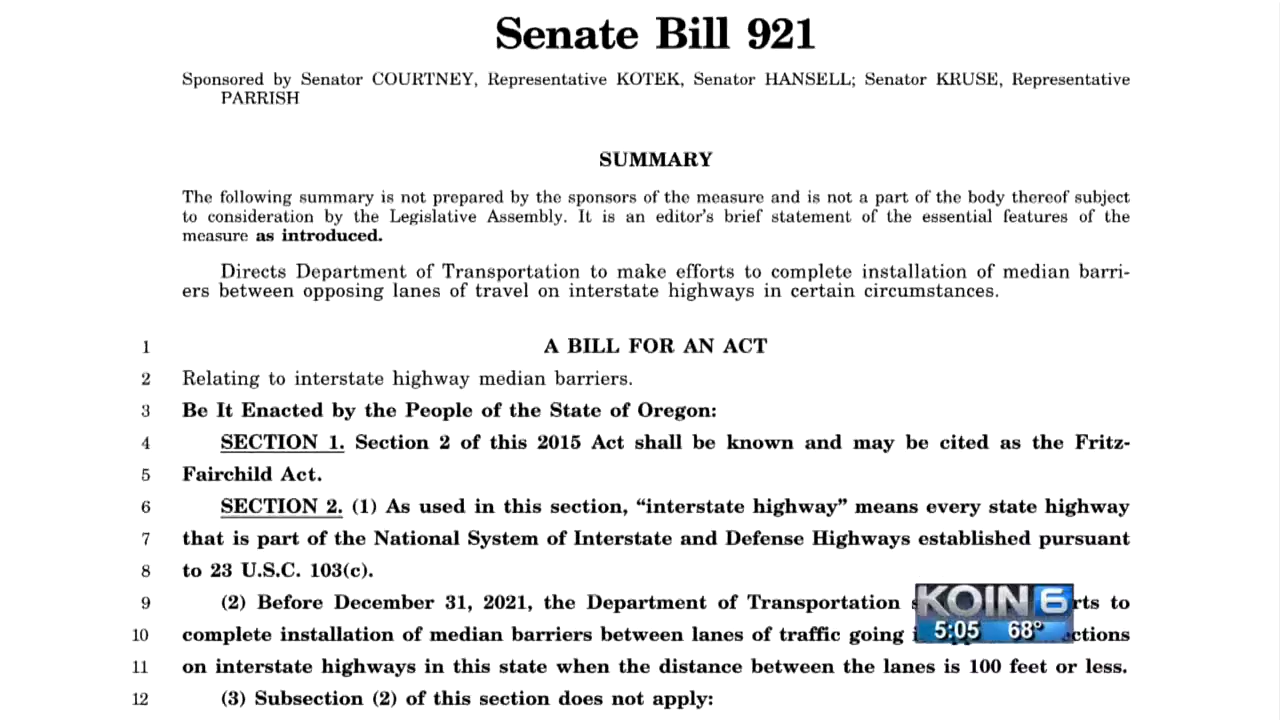 Senate Bill 921
Sponsored by Senator COURTNEY, Representative KOTEK, Senator HANSELL; Senator KRUSE, Representative
PARRISH
SUMMARY
The following summary is not prepared by the sponsors of the measure and is not a part of the body thereof subject
to consideration by the Legislative Assembly. It is an editor's brief statement of the essential features of the
measure as introduced.
Directs Department of Transportation to make efforts to complete installation of median barri-
ers between opposing lanes of travel on interstate highways in certain circumstances.
1 A BILL FOR AN ACT
2 Relating to interstate highway median barriers.
3 Be It Enacted by the People of the State of Oregon:
4 SECTION 1. Section 2 of this 2015 Act shall be known and may be cited as the Fritz-
5 Fairchild Act.
6 SECTION 2. (1) As used in this section, “interstate highway” means every state highway
7 that is part of the National System of Interstate and Defense Highways established pursuant
8 to 23 U.S.C. 103(c).
9 (2) Before December 31, 2021, the Department of Transportation rts to
10 complete installation of median barriers between lanes of traffic going ctions
11 on interstate highways in this state when the distance between the lanes is 100 feet or less.
12 (3) Subsection (2) of this section does not apply:
KOIN 6
5:05 68°